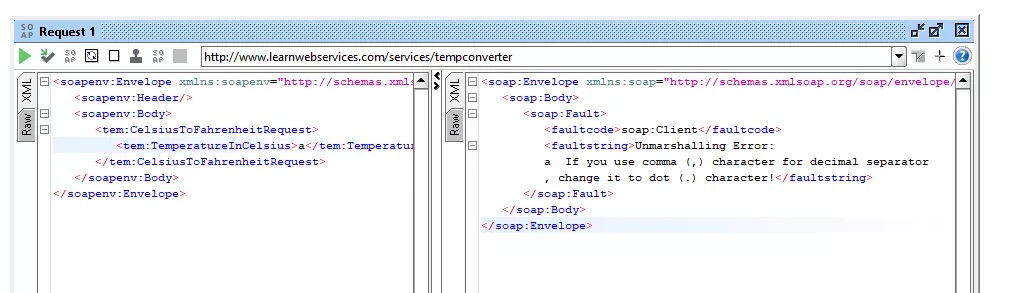 SO AP Request 1
http://www.learnwebservices.com/services/tempconverter
XML
Raw
<soapenv:Envelope xmlns:soapenv="http://schemas.xmls
<soapenv:Header/>
<soapenv:Body>
<tem:CelsiusToFahrenheitRequest>
<tem:TemperatureInCelsius>a</tem:Temperatu
</tem:CelsiusToFahrenheitRequest>
</soapenv:Body>
</soapenv:Envelope>
XML
Raw
<soap:Envelope xmlns:soap="http://schemas.xmlsoap.org/soap/envelope/
<soap:Body>
<soap:Fault>
<faultcode>soap:Client</faultcode>
<faultstring>Unmarshalling Error:
a  If you use comma (,) character for decimal separator
, change it to dot (.) character!</faultstring>
</soap:Fault>
</soap:Body>
</soap:Envelope>